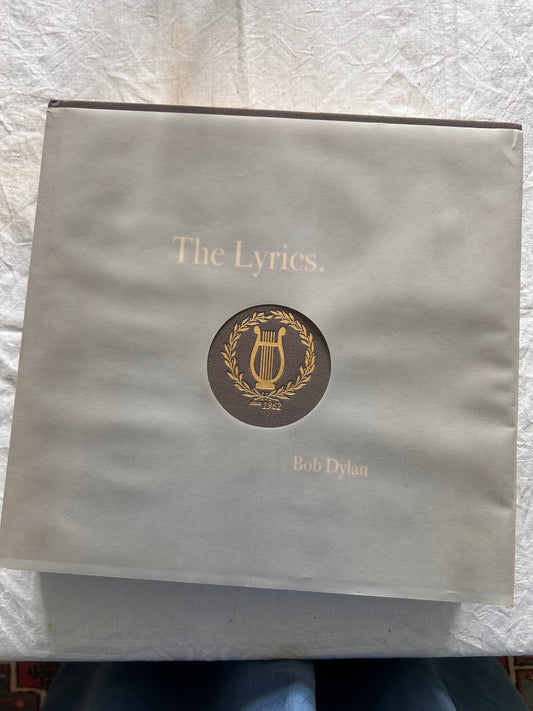 The Lyrics.
since 1962
Bob Dylan